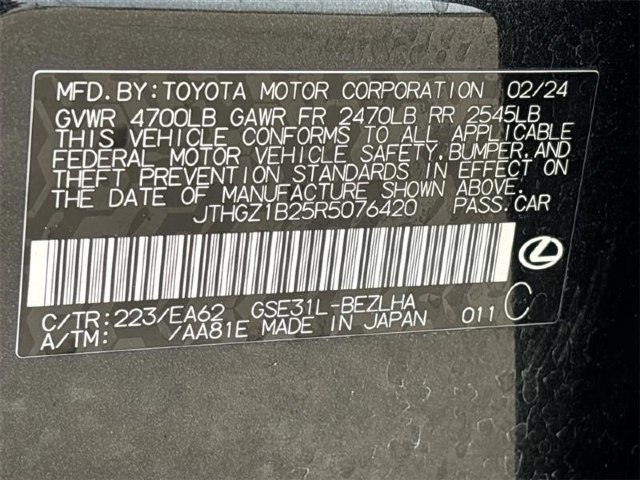 MFD.BY:TOYOTA MOTOR CORPORATION 02/24
GVWR 4700LB GAWR FR 2470LB RR 2545LB
THIS VEHICLE CONFORMS TO ALL APPLICABLE
FEDERAL MOTOR VEHICLE SAFETY,BUMPER,AND
THEFT PREVENTION STANDARDS IN EFFECT ON
THE DATE OF MANUFACTURE SHOWN ABOVE.
JTHGZ1B25R5076420 PASS.CAR
C/TR:223/EA62 GSE31L-BEZLHA
A/TM: /AA81E MADE IN JAPAN 011 C